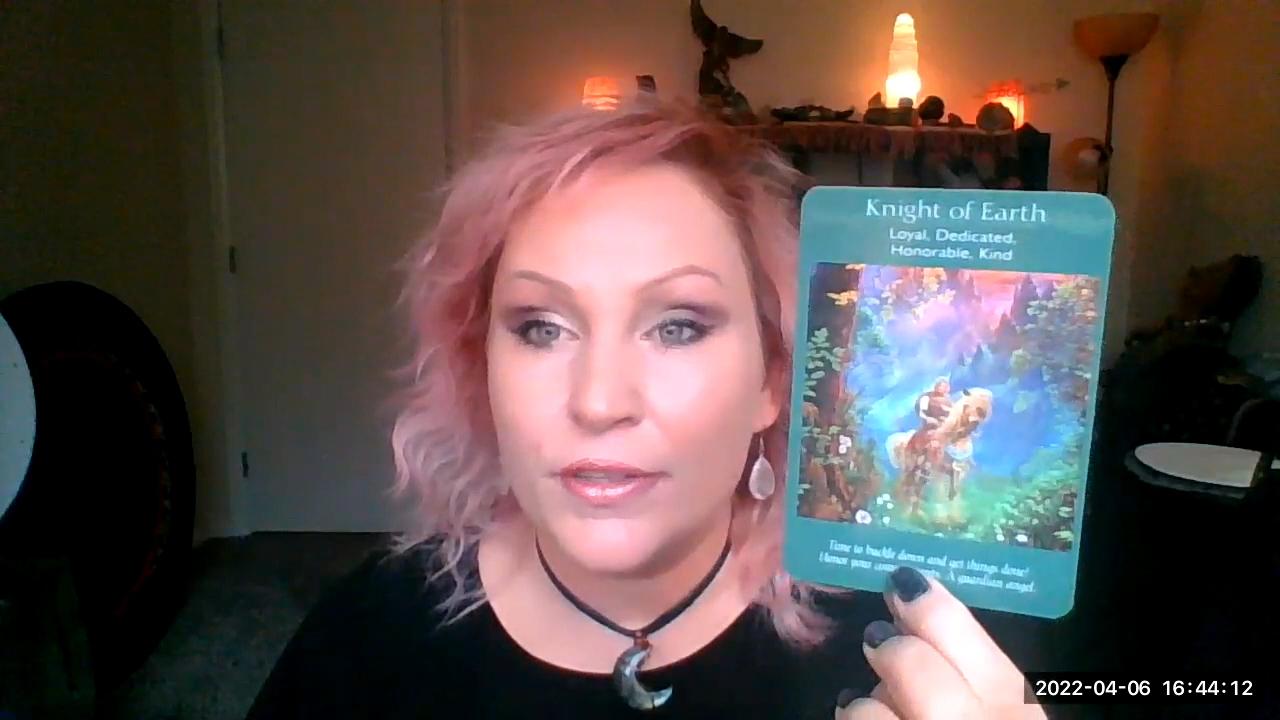 Knight of Earth
Loyal, Dedicated,
Honorable, Kind
Time to buckle down and get things done!
Honor your A guardian angel.
2022-04-06 16:44:12